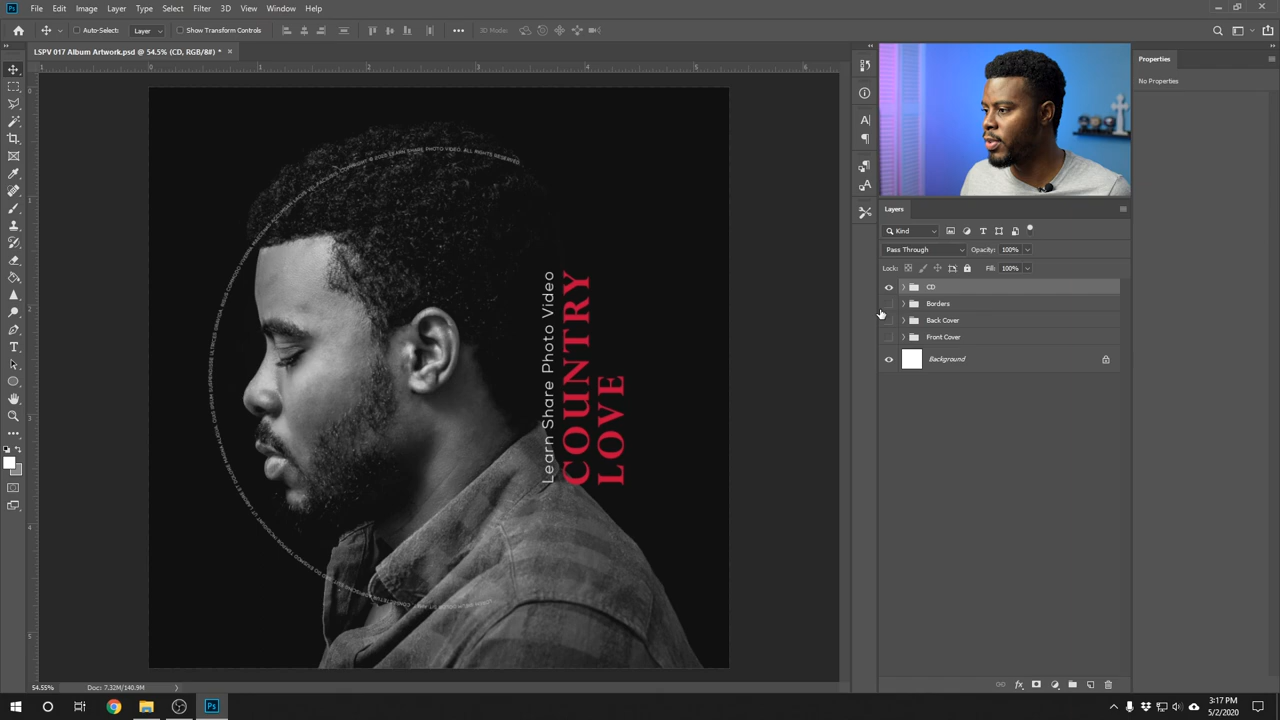 Ps
File Edit Image Layer Type Select Filter 3D View Window Help
Auto-Select: Layer Show Transform Controls 3D Mode:
LSPV 017 Album Artwork.psd @ 54.5% (CD, RGB/8#) *
Properties
No Properties
Learn Share Photo Video
COUNTRY
LOVE
Layers
Kind
Pass Through Opacity: 100%
Lock: Fill: 100%
CD
Borders
Back Cover
Front Cover
Background
54.55% Doc: 7.32M/140.9M
3:17 PM
5/2/2020